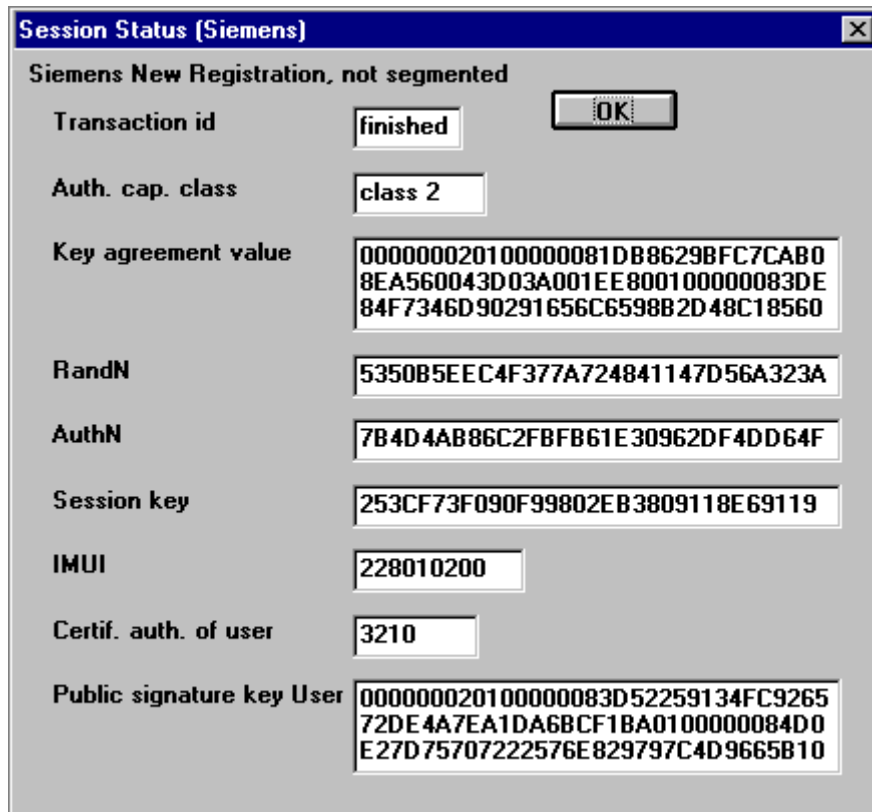 Session Status (Siemens)
Siemens New Registration, not segmented
OK
Transaction id finished
Auth. cap. class class 2
Key agreement value 000000020100000081DB8629BFC7CAB0
8EA560043D03A001EE800100000083DE
84F7346D90291656C6598B2D48C18560
RandN 5350B5EEC4F377A724841147D56A323A
AuthN 7B4D4AB86C2FBFB61E30962DF4DD64F
Session key 253CF73F090F99802EB3809118E69119
IMUI 228010200
Certif. auth. of user 3210
Public signature key User 000000020100000083D52259134FC9265
72DE4A7EA1DA6BCF1BA0100000084D0
E27D75707222576E829797C4D9665B10